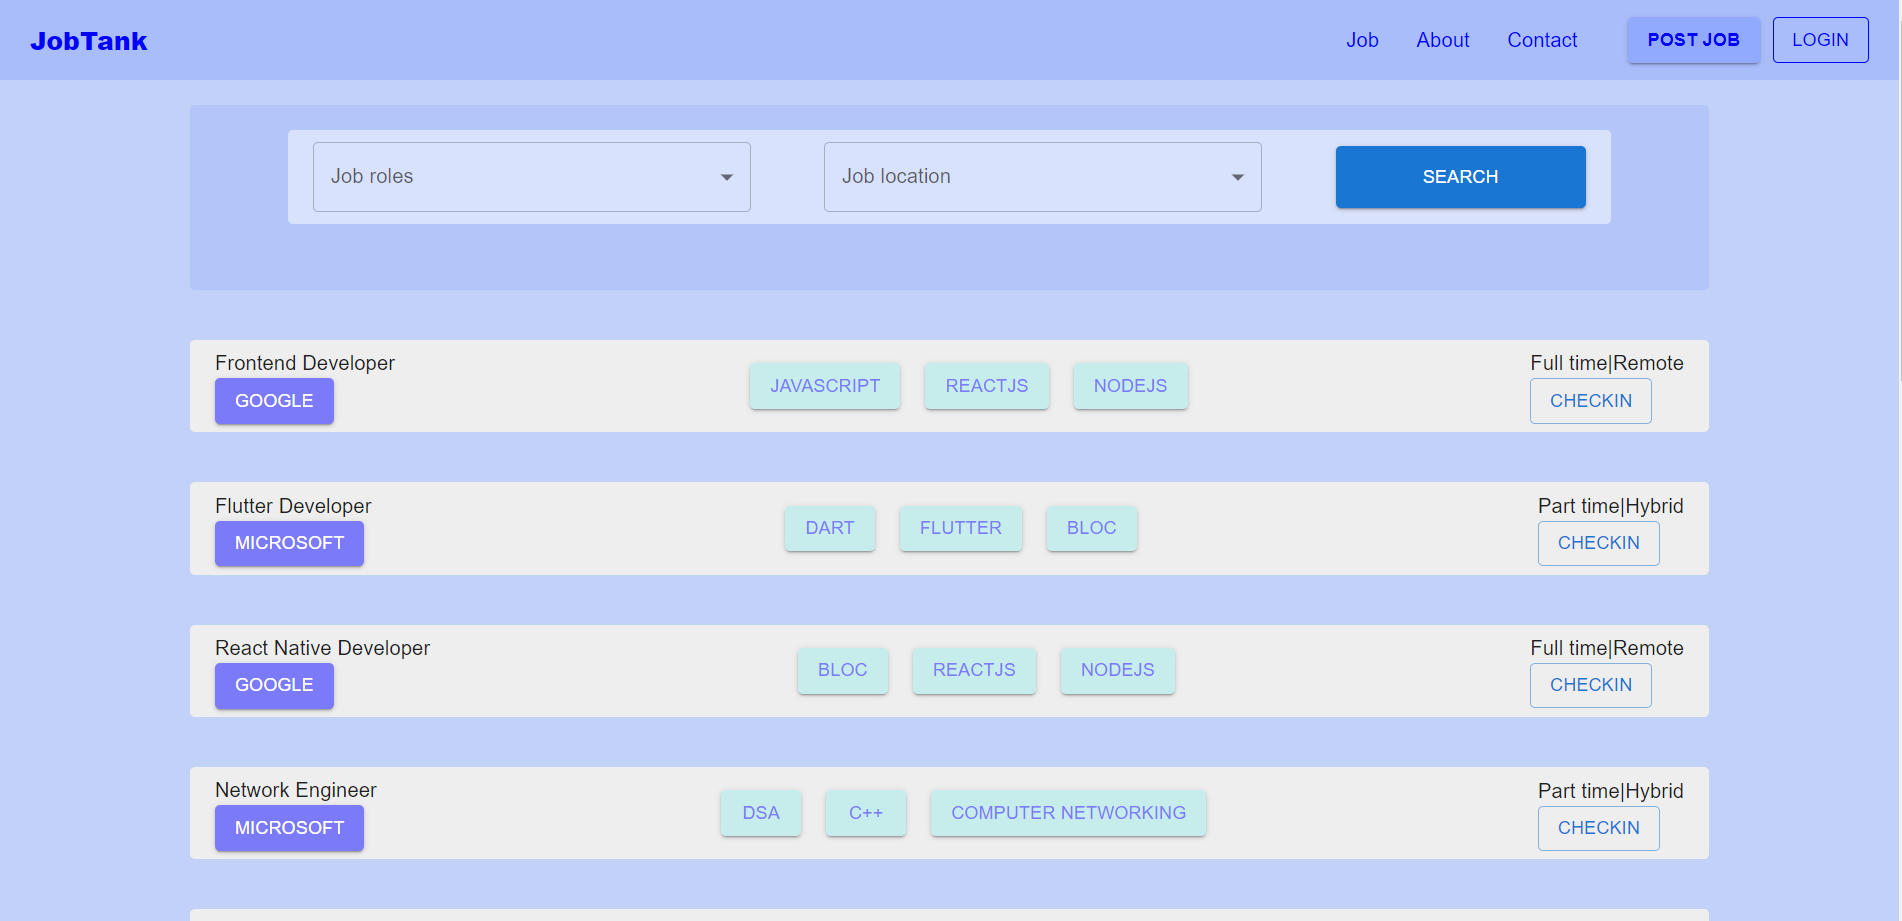 JobTank Job About Contact POST JOB LOGIN
Job roles Job location SEARCH
Frontend Developer
GOOGLE
JAVASCRIPT REACTJS NODEJS
Full time|Remote
CHECKIN
Flutter Developer
MICROSOFT
DART FLUTTER BLOC
Part time|Hybrid
CHECKIN
React Native Developer
GOOGLE
BLOC REACTJS NODEJS
Full time|Remote
CHECKIN
Network Engineer
MICROSOFT
DSA C++ COMPUTER NETWORKING
Part time|Hybrid
CHECKIN